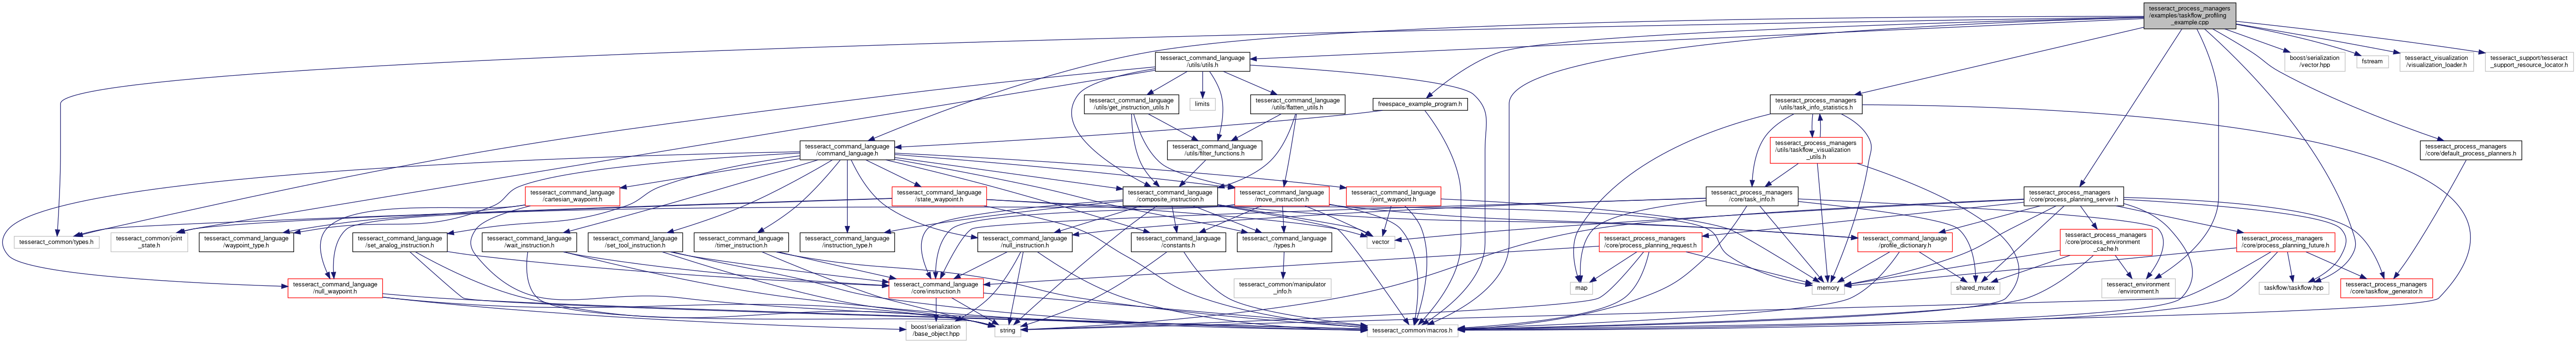 tesseract_process_managers
/examples/taskflow_profiling
_example.cpp
tesseract_command_language
/utils/utils.h
boost/serialization
/vector.hpp
fstream
tesseract_visualization
/visualization_loader.h
tesseract_support/tesseract
_support_resource_locator.h
tesseract_command_language
/utils/get_instruction_utils.h
limits
tesseract_command_language
/utils/flatten_utils.h
freespace_example_program.h
tesseract_process_managers
/utils/task_info_statistics.h
tesseract_command_language
/command_language.h
tesseract_command_language
/utils/filter_functions.h
tesseract_process_managers
/utils/taskflow_visualization
_utils.h
tesseract_process_managers
/core/default_process_planners.h
tesseract_command_language
/cartesian_waypoint.h
tesseract_command_language
/state_waypoint.h
tesseract_command_language
/composite_instruction.h
tesseract_command_language
/move_instruction.h
tesseract_command_language
/joint_waypoint.h
tesseract_process_managers
/core/task_info.h
tesseract_process_managers
/core/process_planning_server.h
tesseract_common/types.h
tesseract_common/joint
_state.h
tesseract_command_language
/waypoint_type.h
tesseract_command_language
/set_analog_instruction.h
tesseract_command_language
/wait_instruction.h
tesseract_command_language
/set_tool_instruction.h
tesseract_command_language
/timer_instruction.h
tesseract_command_language
/instruction_type.h
tesseract_command_language
/null_instruction.h
tesseract_command_language
/constants.h
tesseract_command_language
/types.h
vector
tesseract_process_managers
/core/process_planning_request.h
tesseract_command_language
/profile_dictionary.h
tesseract_process_managers
/core/process_environment
_cache.h
tesseract_process_managers
/core/process_planning_future.h
tesseract_command_language
/null_waypoint.h
tesseract_command_language
/core/instruction.h
tesseract_common/manipulator
_info.h
map
memory
shared_mutex
tesseract_environment
/environment.h
taskflow/taskflow.hpp
tesseract_process_managers
/core/taskflow_generator.h
boost/serialization
/base_object.hpp
string
tesseract_common/macros.h